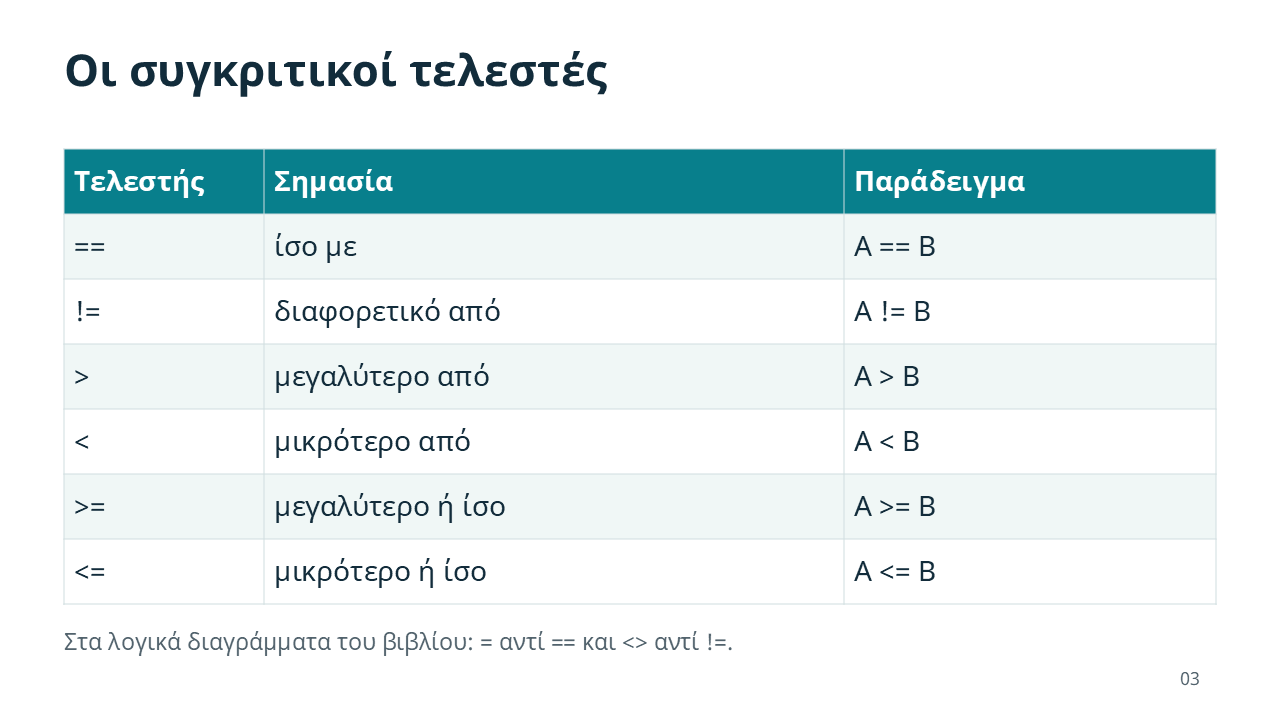 Οι συγκριτικοί τελεστές
Τελεστής Σημασία Παράδειγμα
== ίσο με A == B
!= διαφορετικό από A != B
> μεγαλύτερο από A > B
< μικρότερο από A < B
>= μεγαλύτερο ή ίσο A >= B
<= μικρότερο ή ίσο A <= B
Στα λογικά διαγράμματα του βιβλίου: = αντί == και <> αντί !=.
03